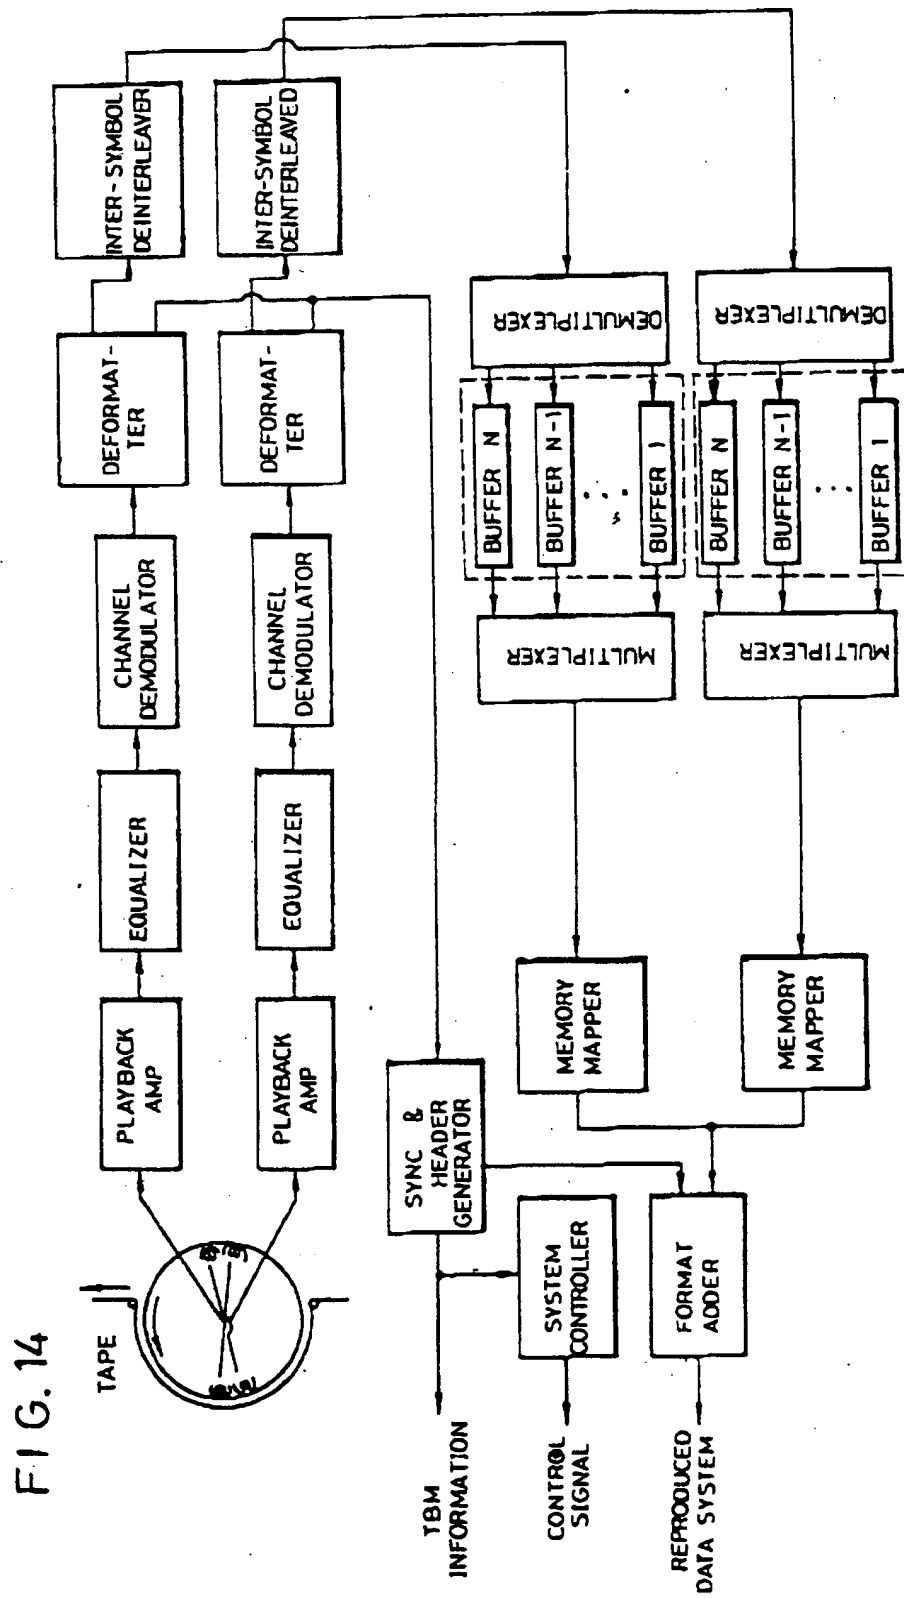 FIG. 14
TAPE
PLAYBACK
AMP
EQUALIZER
CHANNEL
DEMODULATOR
DEFORMAT-
TER
INTER-SYMBOL
DEINTERLEAVER
PLAYBACK
AMP
EQUALIZER
CHANNEL
DEMODULATOR
DEFORMAT-
TER
INTER-SYMBOL
DEINTERLEAVED
SYNC &
HEADER
GENERATOR
TBM
INFORMATION
SYSTEM
CONTROLLER
CONTROL
SIGNAL
FORMAT
ADDER
REPRODUCED
DATA SYSTEM
MEMORY
MAPPER
MULTIPLEXER
BUFFER N
BUFFER N-1
...
BUFFER 1
DEMULTIPLEXER
MEMORY
MAPPER
MULTIPLEXER
BUFFER N
BUFFER N-1
...
BUFFER 1
DEMULTIPLEXER